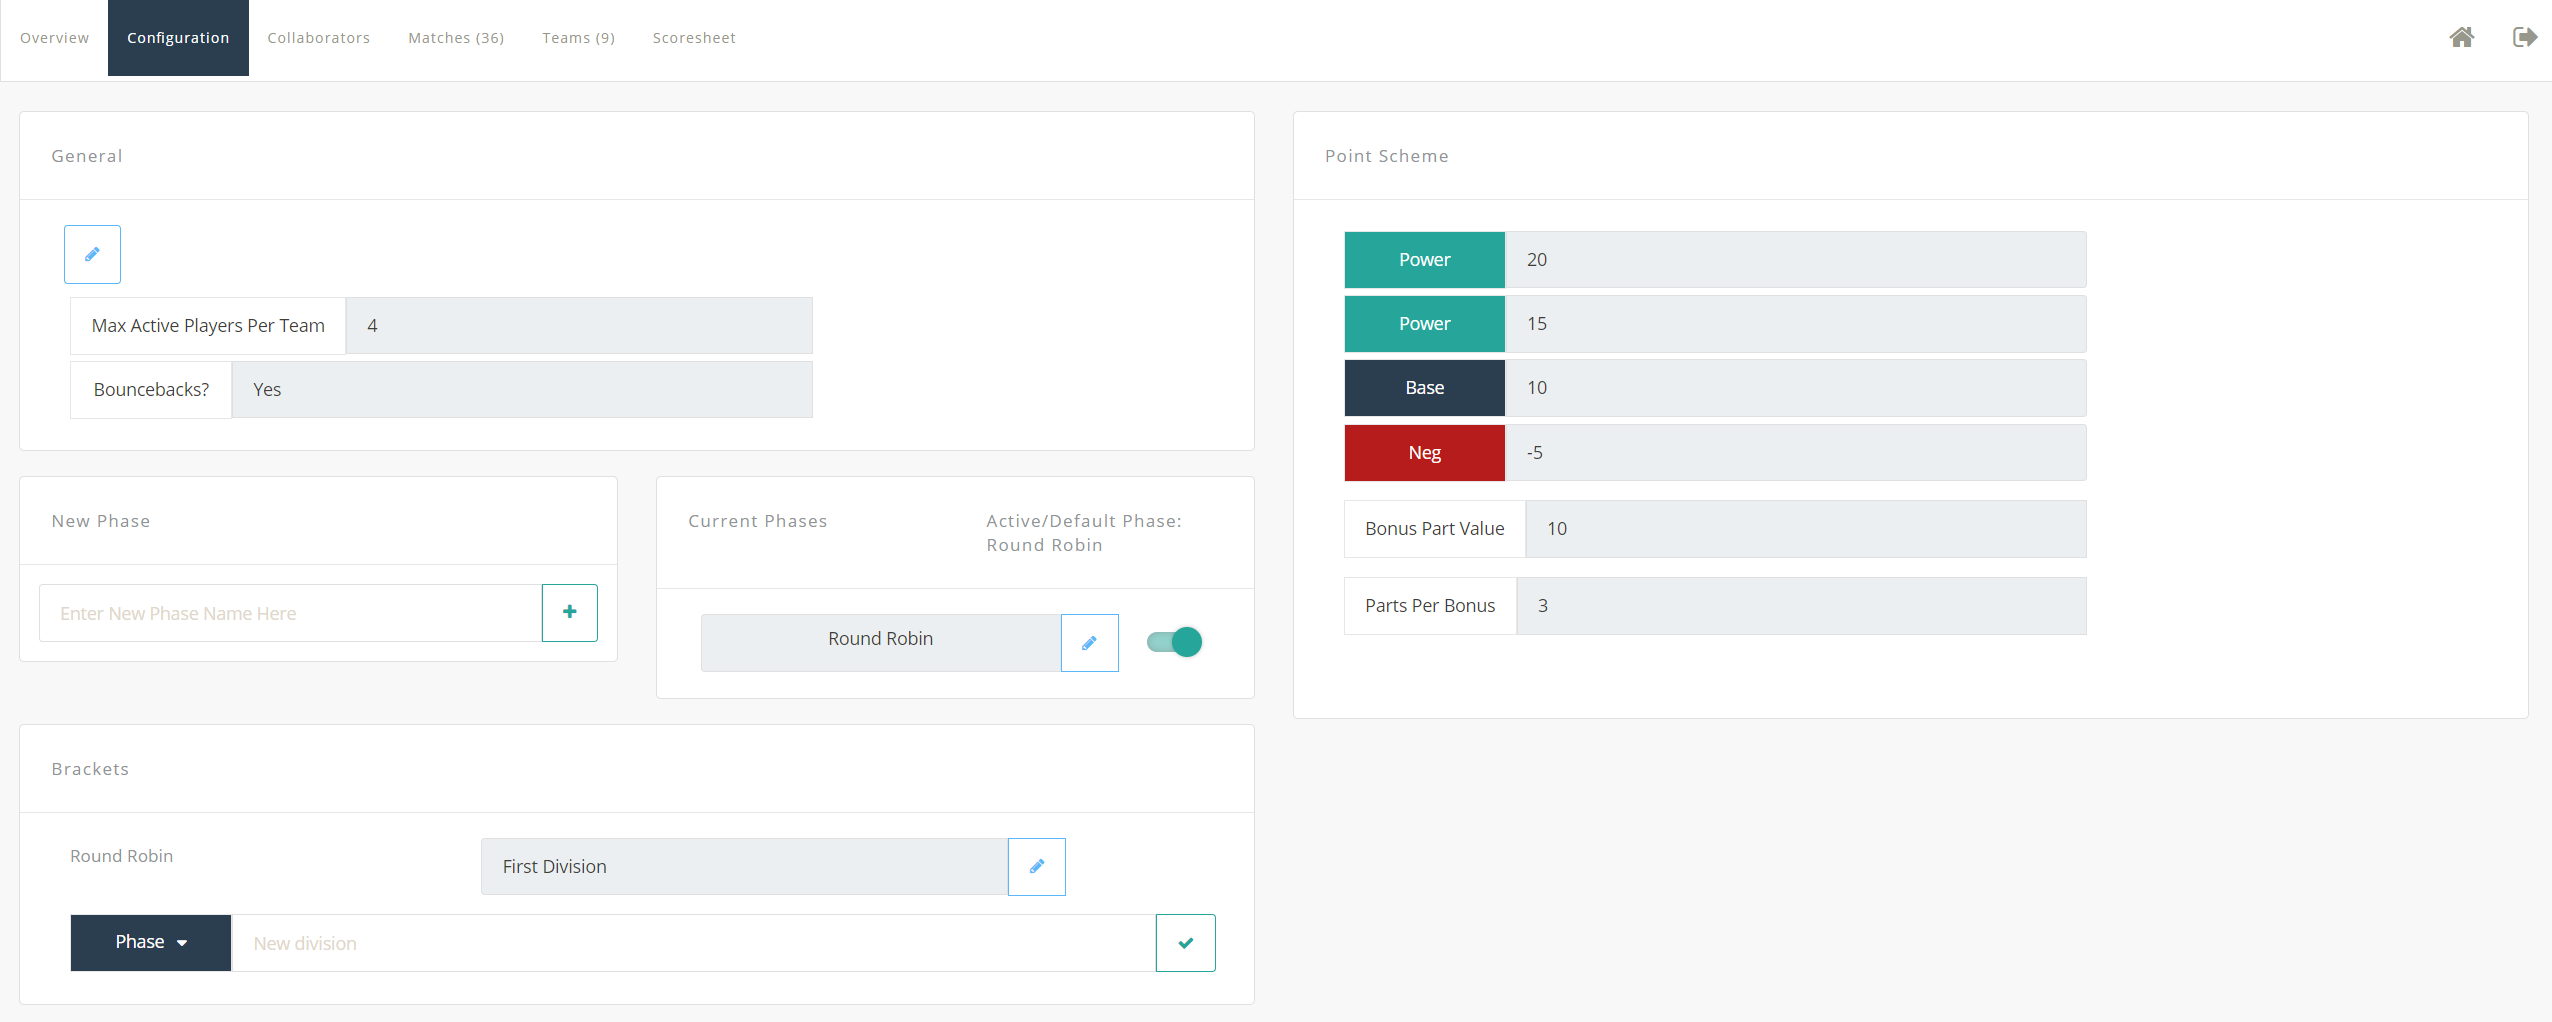 Overview Configuration Collaborators Matches (36) Teams (9) Scoresheet
General
Max Active Players Per Team 4
Bouncebacks? Yes
New Phase
Enter New Phase Name Here
Current Phases
Active/Default Phase:
Round Robin
Round Robin
Brackets
Round Robin First Division
Phase New division
Point Scheme
Power 20
Power 15
Base 10
Neg -5
Bonus Part Value 10
Parts Per Bonus 3